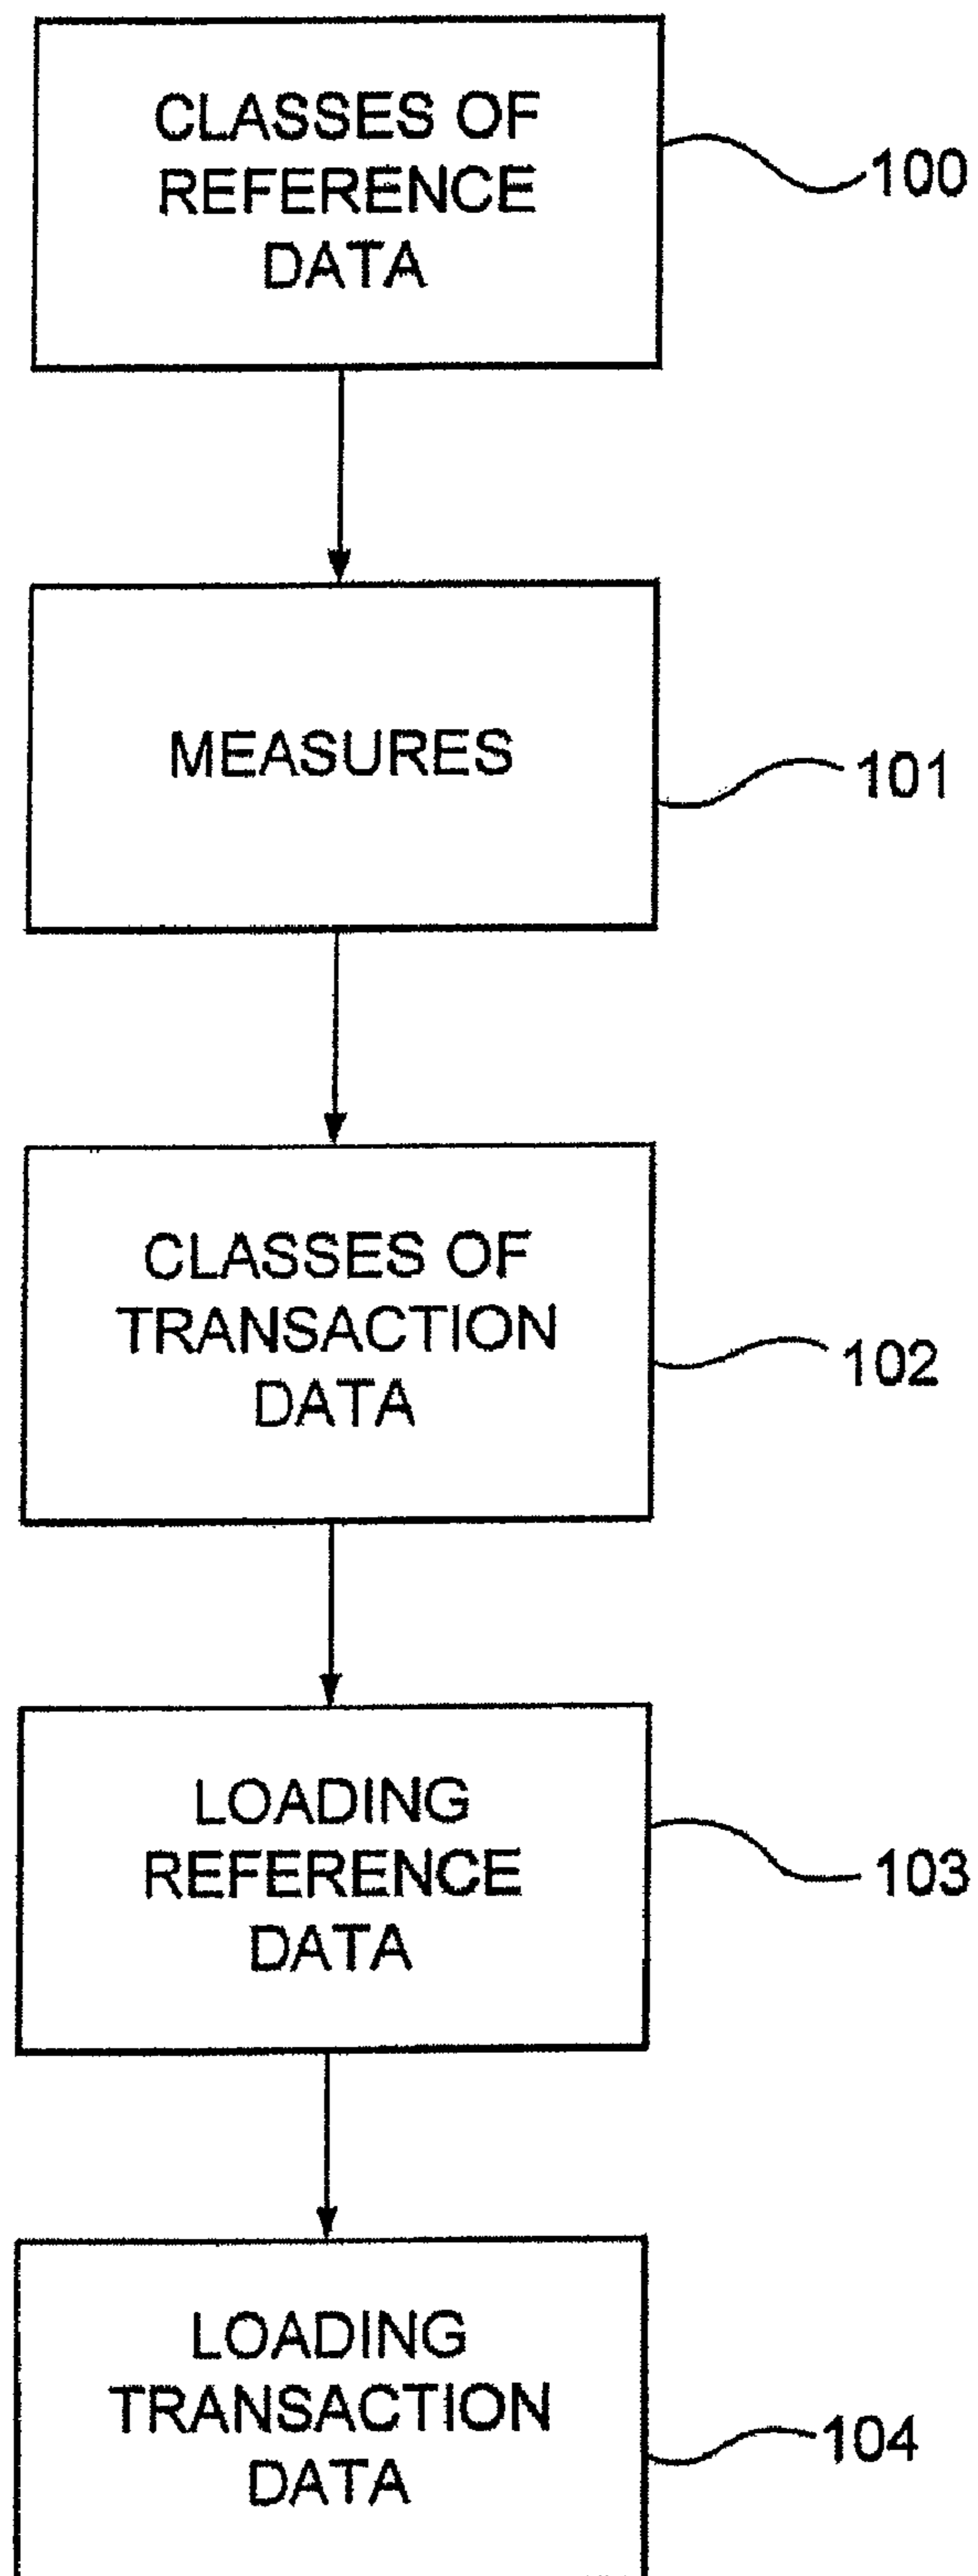 CLASSES OF
REFERENCE
DATA
100
MEASURES
101
CLASSES OF
TRANSACTION
DATA
102
LOADING
REFERENCE
DATA
103
LOADING
TRANSACTION
DATA
104